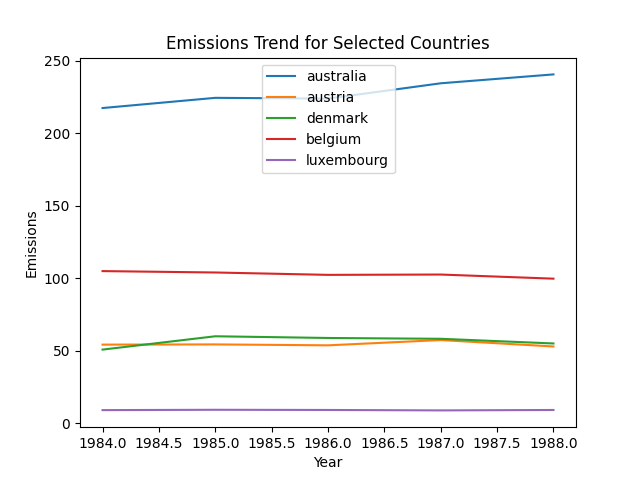 Emissions Trend for Selected Countries
250
200
150
100
50
0
Emissions
australia
austria
denmark
belgium
luxembourg
1984.0 1984.5 1985.0 1985.5 1986.0 1986.5 1987.0 1987.5 1988.0
Year